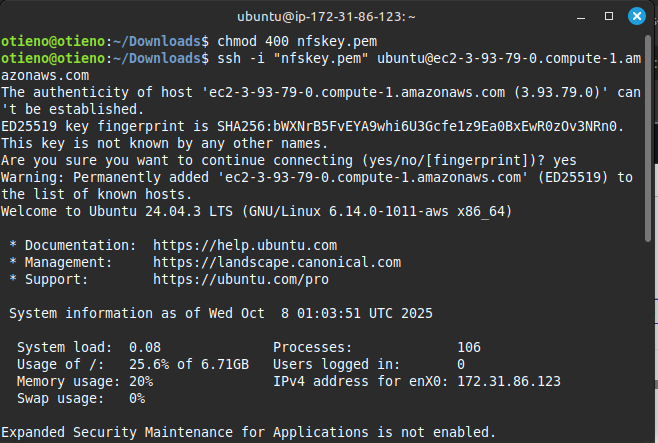 ubuntu@ip-172-31-86-123: ~
otieno@otieno:~/Downloads$ chmod 400 nfskey.pem
otieno@otieno:~/Downloads$ ssh -i "nfskey.pem" ubuntu@ec2-3-93-79-0.compute-1.am
azonaws.com
The authenticity of host 'ec2-3-93-79-0.compute-1.amazonaws.com (3.93.79.0)' can
't be established.
ED25519 key fingerprint is SHA256:bWXNrB5FvEYA9whi6U3Gcfe1z9Ea0BxEwR0zOv3NRn0.
This key is not known by any other names.
Are you sure you want to continue connecting (yes/no/[fingerprint])? yes
Warning: Permanently added 'ec2-3-93-79-0.compute-1.amazonaws.com' (ED25519) to
the list of known hosts.
Welcome to Ubuntu 24.04.3 LTS (GNU/Linux 6.14.0-1011-aws x86_64)
* Documentation:  https://help.ubuntu.com
* Management:     https://landscape.canonical.com
* Support:        https://ubuntu.com/pro
System information as of Wed Oct  8 01:03:51 UTC 2025
System load:  0.08              Processes:             106
Usage of /:   25.6% of 6.71GB   Users logged in:       0
Memory usage: 20%               IPv4 address for enX0: 172.31.86.123
Swap usage:   0%
Expanded Security Maintenance for Applications is not enabled.